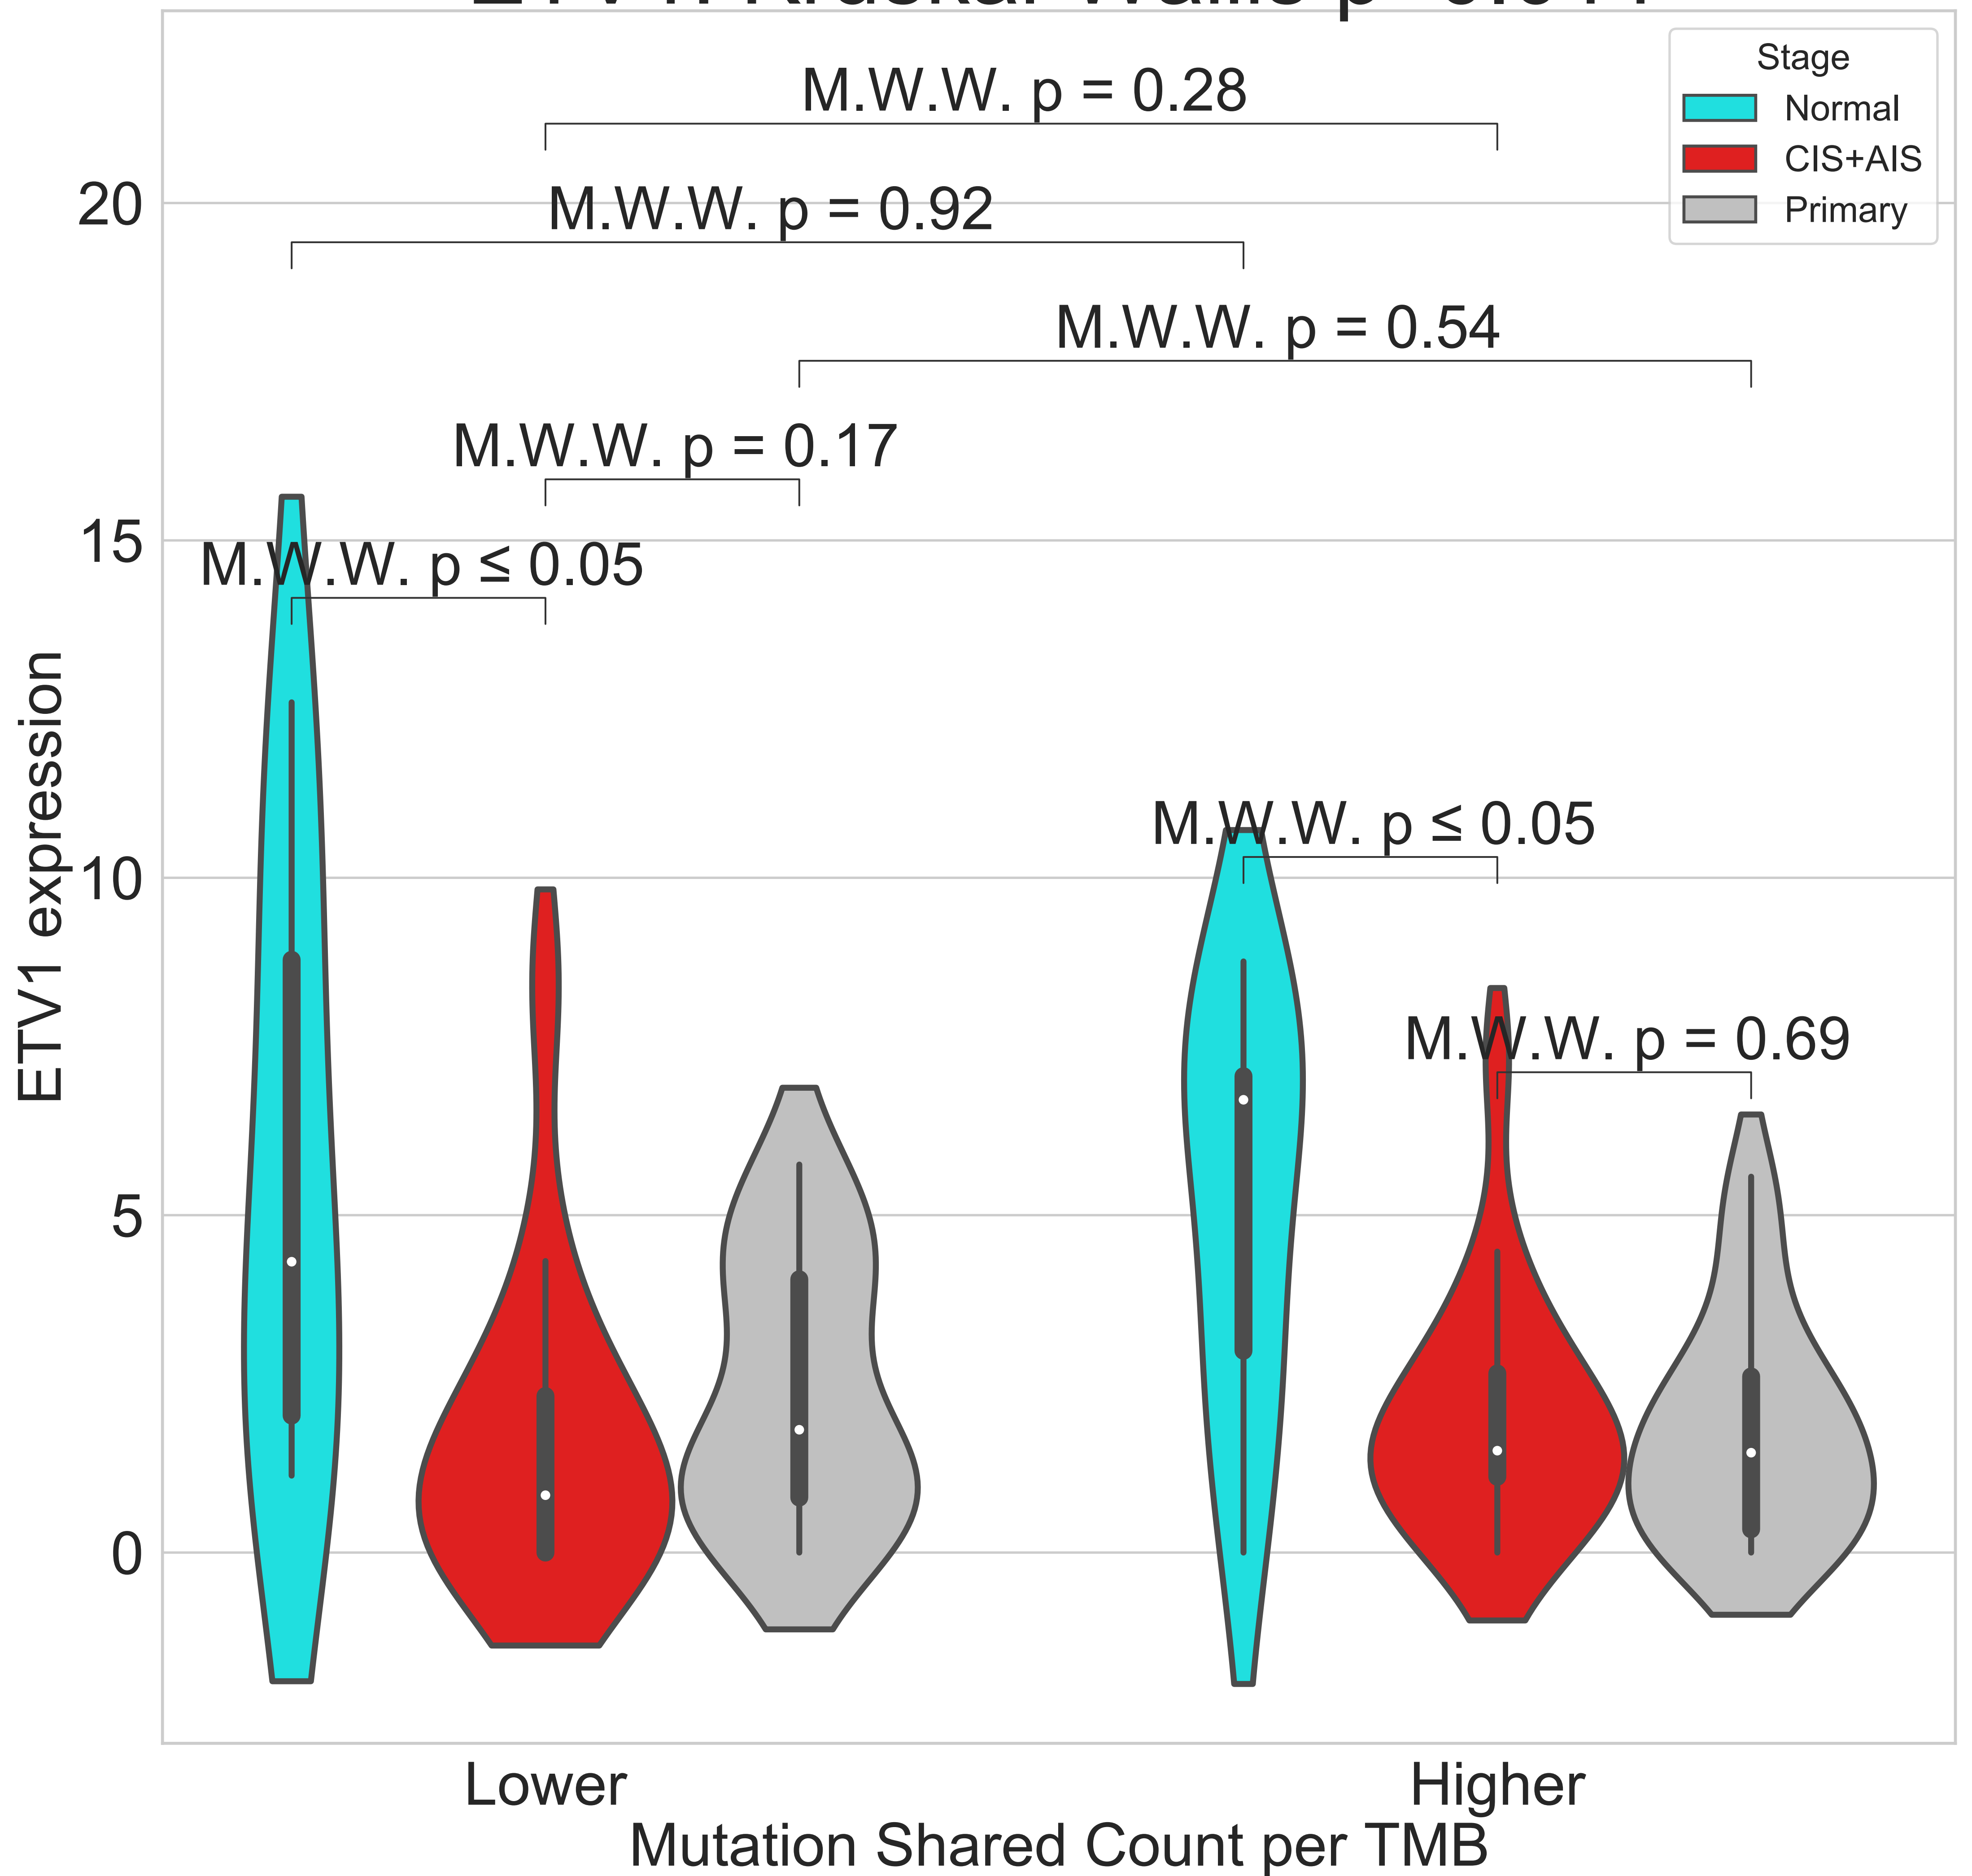 Stage
Normal
CIS+AIS
Primary
M.W.W. p = 0.28
M.W.W. p = 0.92
M.W.W. p = 0.54
M.W.W. p = 0.17
M.W.W. p ≤ 0.05
M.W.W. p ≤ 0.05
M.W.W. p = 0.69
ETV1 expression
20
15
10
5
0
Lower
Higher
Mutation Shared Count per TMB